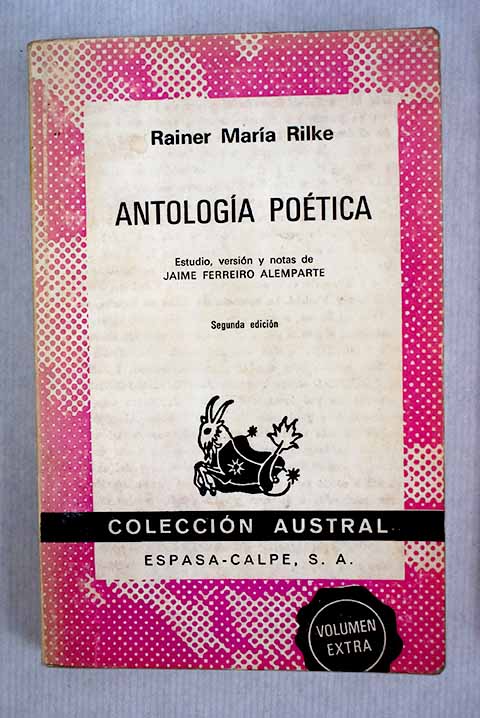 Rainer María Rilke
ANTOLOGÍA POÉTICA
Estudio, versión y notas de
JAIME FERREIRO ALEMPARTE
Segunda edición
COLECCIÓN AUSTRAL
ESPASA-CALPE, S. A.
VOLUMEN
EXTRA